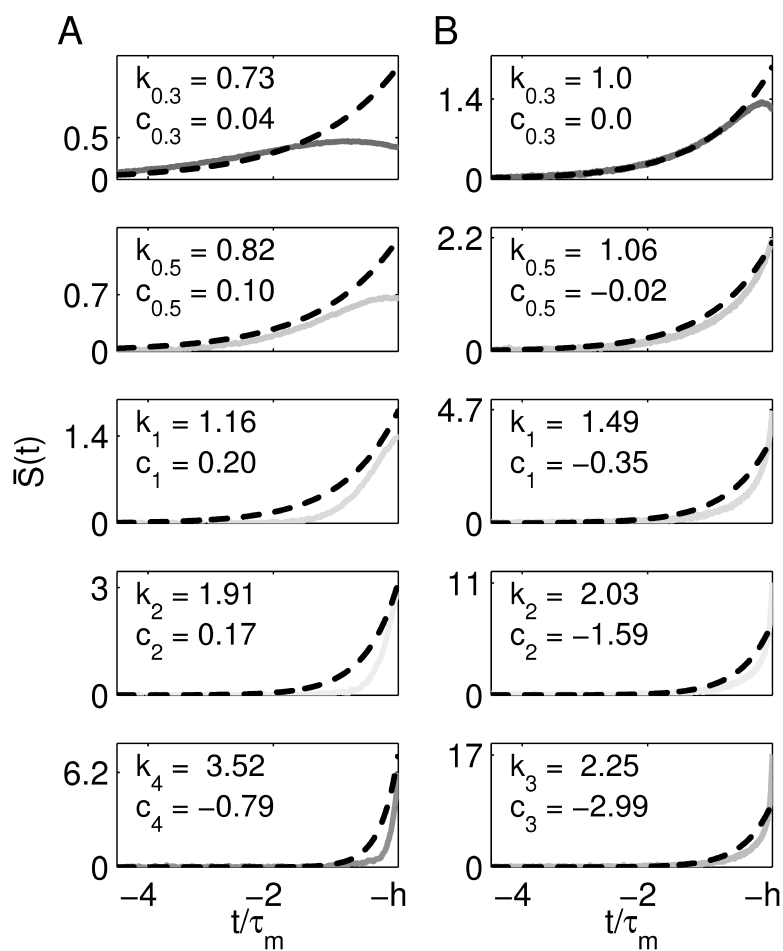 A
B
k0.3 = 0.73
c0.3 = 0.04
0.5
0
k0.3 = 1.0
c0.3 = 0.0
1.4
0
k0.5 = 0.82
c0.5 = 0.10
0.7
0
k0.5 = 1.06
c0.5 = −0.02
2.2
0
k1 = 1.16
c1 = 0.20
1.4
0
k1 = 1.49
c1 = −0.35
4.7
0
S̄(t)
k2 = 1.91
c2 = 0.17
3
0
k2 = 2.03
c2 = −1.59
11
0
k4 = 3.52
c4 = −0.79
6.2
0
k3 = 2.25
c3 = −2.99
17
0
−4 −2 −h
t/τm
−4 −2 −h
t/τm